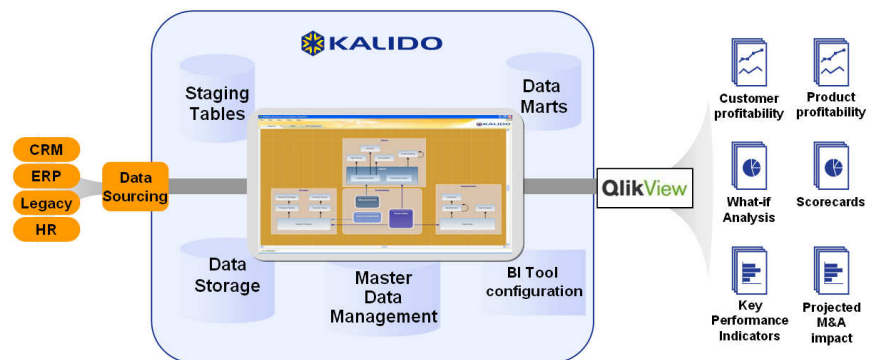 KALIDO
Staging
Tables
Data
Marts
KALIDO
CRM
ERP
Legacy
HR
Data
Sourcing
QlikView
Customer
profitability
Product
profitability
What-if
Analysis
Scorecards
Data
Storage
Master
Data
Management
BI Tool
configuration
Key
Performance
Indicators
Projected
M&A
impact